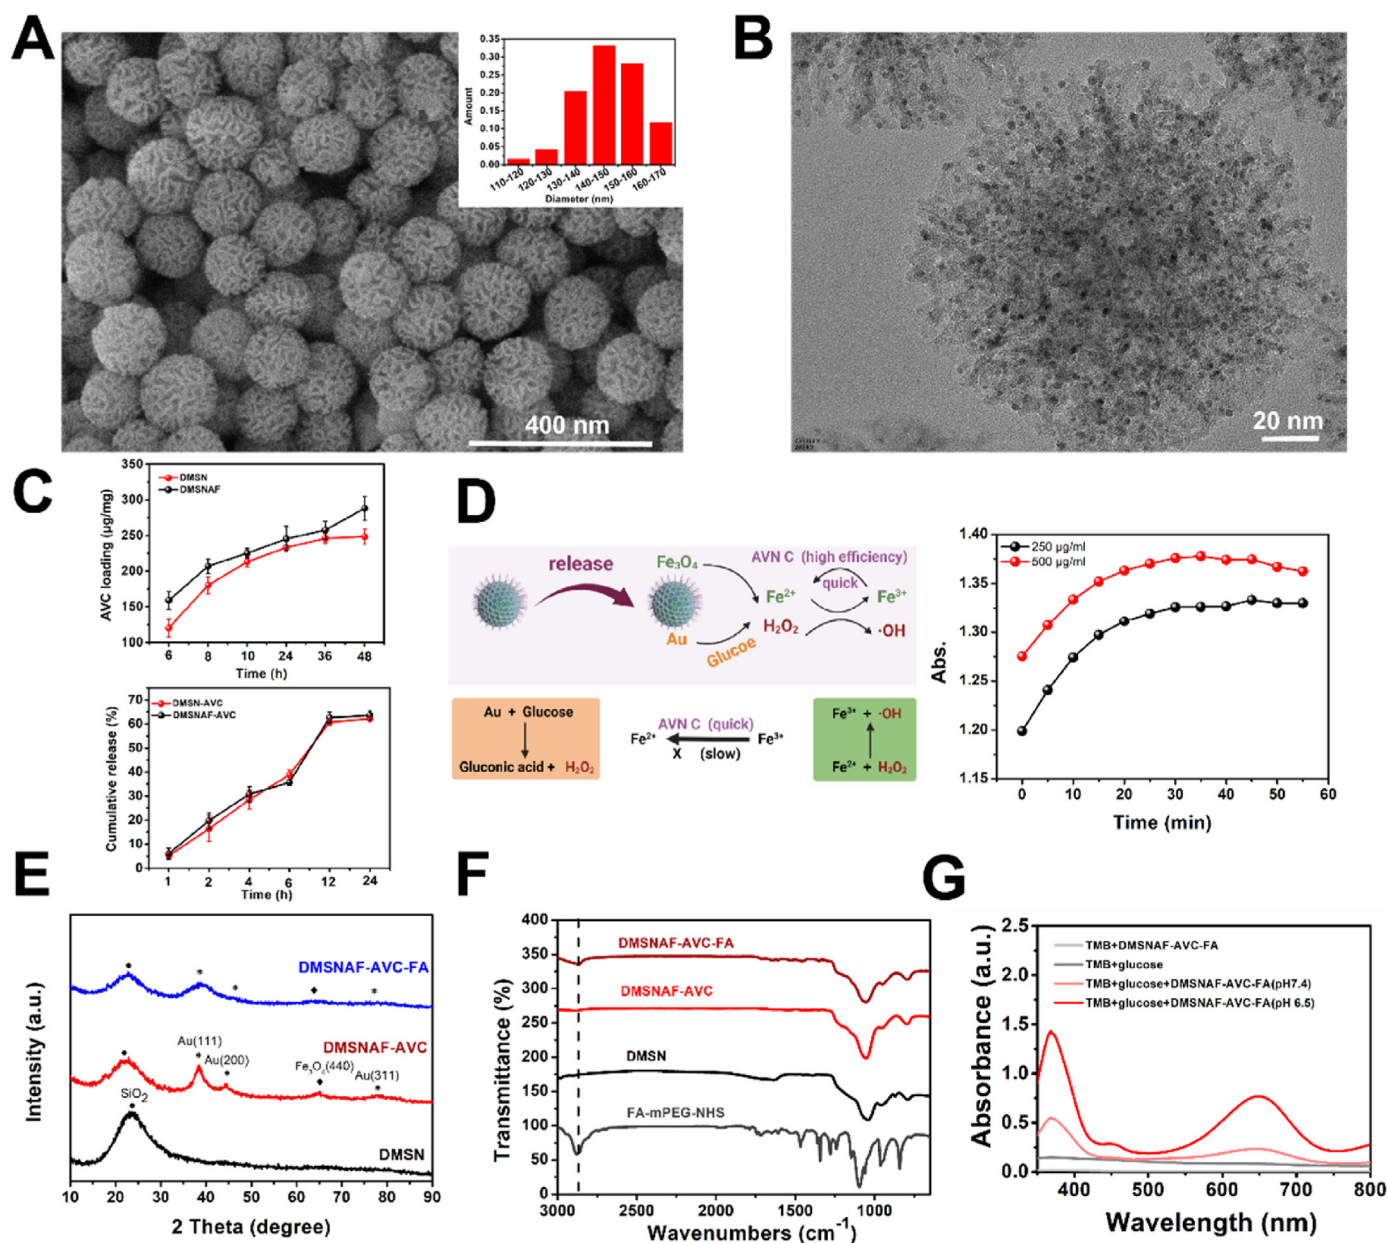 A
0.35
0.30
0.25
0.20
0.15
0.10
0.05
0.00
Amount
110-120
120-130
130-140
140-150
150-160
160-170
Diameter (nm)
400 nm
B
20 nm
C
350
300
250
200
150
100
AVC loading (μg/mg)
DMSN
DMSNAF
6 8 10 24 36 48
Time (h)
70
60
50
40
30
20
10
0
Cumulative release (%)
DMSN-AVC
DMSNAF-AVC
1 2 4 6 12 24
Time (h)
D
release
Fe3O4
AVN C (high efficiency)
quick
Fe2+
Fe3+
H2O2
·OH
Au
Glucoe
Au + Glucose
Gluconic acid + H2O2
AVN C (quick)
Fe2+ Fe3+
X (slow)
Fe3+ + ·OH
Fe2+ + H2O2
1.40
1.35
1.30
1.25
1.20
1.15
Abs.
250 μg/ml
500 μg/ml
0 10 20 30 40 50 60
Time (min)
E
Intensity (a.u.)
DMSNAF-AVC-FA
DMSNAF-AVC
Au(111)
Au(200)
Fe3O4(440)
Au(311)
SiO2
DMSN
10 20 30 40 50 60 70 80 90
2 Theta (degree)
F
400
350
300
250
200
150
100
50
0
Transmittance (%)
DMSNAF-AVC-FA
DMSNAF-AVC
DMSN
FA-mPEG-NHS
3000 2500 2000 1500 1000
Wavenumbers (cm-1)
G
2.5
2.0
1.5
1.0
0.5
0.0
Absorbance (a.u.)
TMB+DMSNAF-AVC-FA
TMB+glucose
TMB+glucose+DMSNAF-AVC-FA(pH7.4)
TMB+glucose+DMSNAF-AVC-FA(pH 6.5)
400 500 600 700 800
Wavelength (nm)